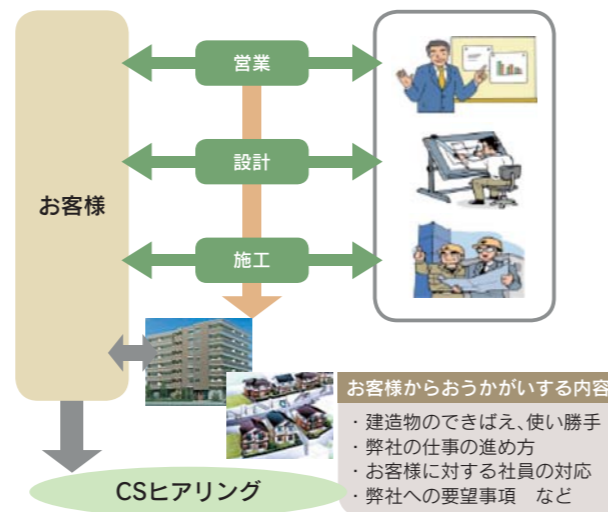 営業
設計
お客様
施工
お客様からおうかがいする内容
・建造物のできばえ、使い勝手
・弊社の仕事の進め方
・お客様に対する社員の対応
・弊社への要望事項　など
CSヒアリング